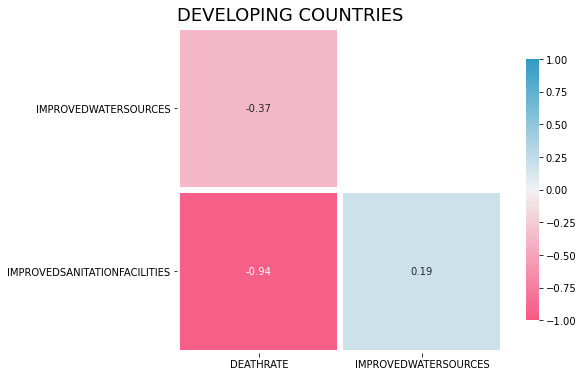 DEVELOPING COUNTRIES
IMPROVEDWATERSOURCES
-0.37
IMPROVEDSANITATIONFACILITIES
-0.94
0.19
DEATHRATE
IMPROVEDWATERSOURCES
1.00
0.75
0.50
0.25
0.00
−0.25
−0.50
−0.75
−1.00